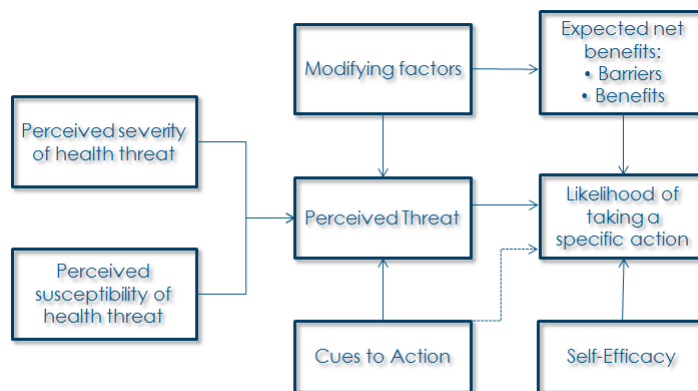 Modifying factors
Expected net
benefits:
• Barriers
• Benefits
Perceived severity
of health threat
Perceived Threat
Likelihood of
taking a
specific action
Perceived
susceptibility of
health threat
Cues to Action
Self-Efficacy